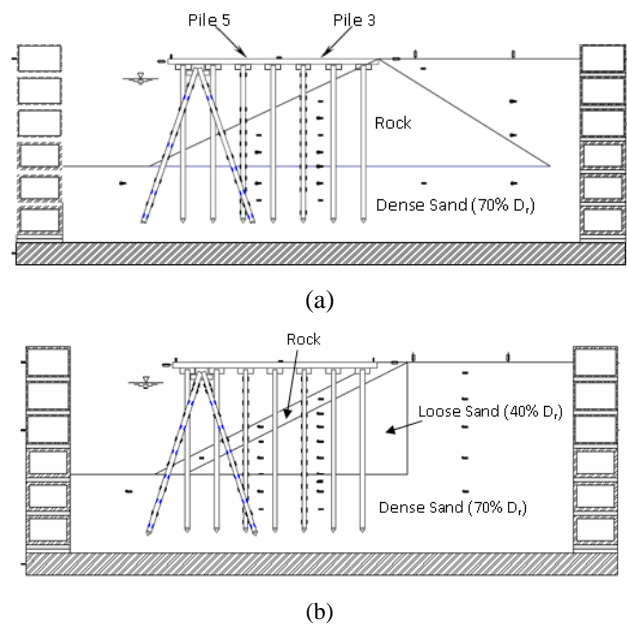 Pile 5 Pile 3
Rock
Dense Sand (70% Dr)
(a)
Rock
Loose Sand (40% Dr)
Dense Sand (70% Dr)
(b)